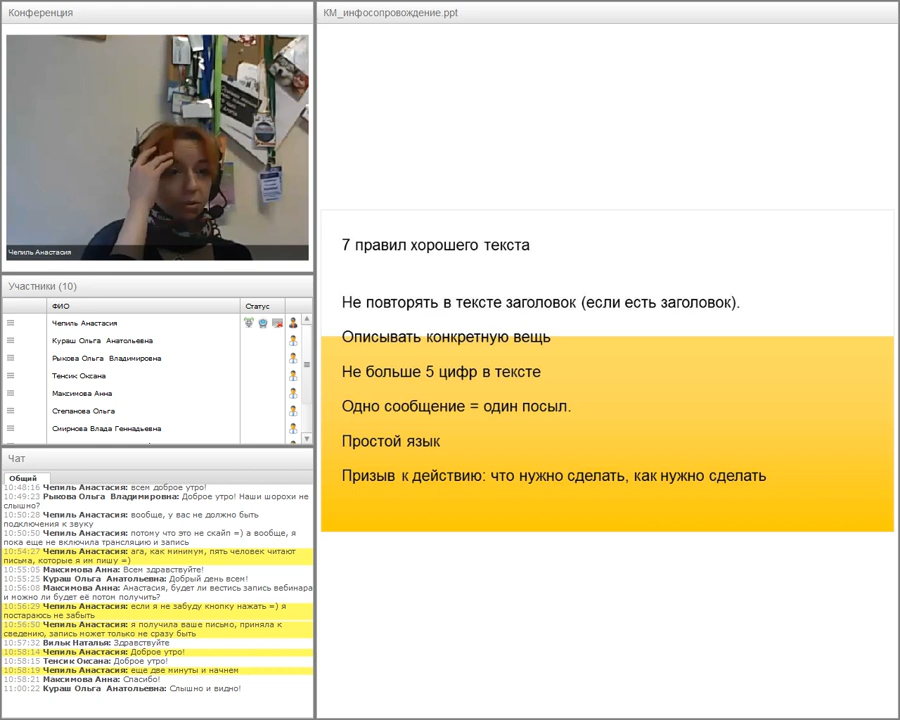 Конференция
Чепиль Анастасия
Участники (10)
ФИО Статус
Чепиль Анастасия
Кураш Ольга Анатольевна
Рыкова Ольга Владимировна
Тенсик Оксана
Максимова Анна
Степанова Ольга
Смирнова Влада Геннадьевна
Чат
Общий
10:48:16 Чепиль Анастасия: всем доброе утро!
10:49:23 Рыкова Ольга Владимировна: Доброе утро! Наши шорохи не
слышно?
10:50:28 Чепиль Анастасия: вообще, у вас не должно быть
подключения к звуку
10:50:50 Чепиль Анастасия: потому что это не скайп =) а вообще, я
пока еще не включила трансляцию и запись
10:54:27 Чепиль Анастасия: ага, как минимум, пять человек читают
письма, которые я им пишу =)
10:55:05 Максимова Анна: Всем здравствуйте!
10:55:25 Кураш Ольга Анатольевна: Добрый день всем!
10:56:08 Максимова Анна: Анастасия, будет ли вестись запись вебинара
и можно ли будет её потом получить?
10:56:29 Чепиль Анастасия: если я не забуду кнопку нажать =) я
постараюсь не забыть
10:56:50 Чепиль Анастасия: я получила ваше письмо, приняла к
сведению, запись может только не сразу быть
10:57:32 Вильк Наталья: Здравствуйте
10:58:14 Чепиль Анастасия: Доброе утро!
10:58:15 Тенсик Оксана: Доброе утро!
10:58:19 Чепиль Анастасия: еще две минуты и начнем
10:58:21 Максимова Анна: Спасибо!
11:00:22 Кураш Ольга Анатольевна: Слышно и видно!
КМ_инфосопровождение.ppt
7 правил хорошего текста
Не повторять в тексте заголовок (если есть заголовок).
Описывать конкретную вещь
Не больше 5 цифр в тексте
Одно сообщение = один посыл.
Простой язык
Призыв к действию: что нужно сделать, как нужно сделать